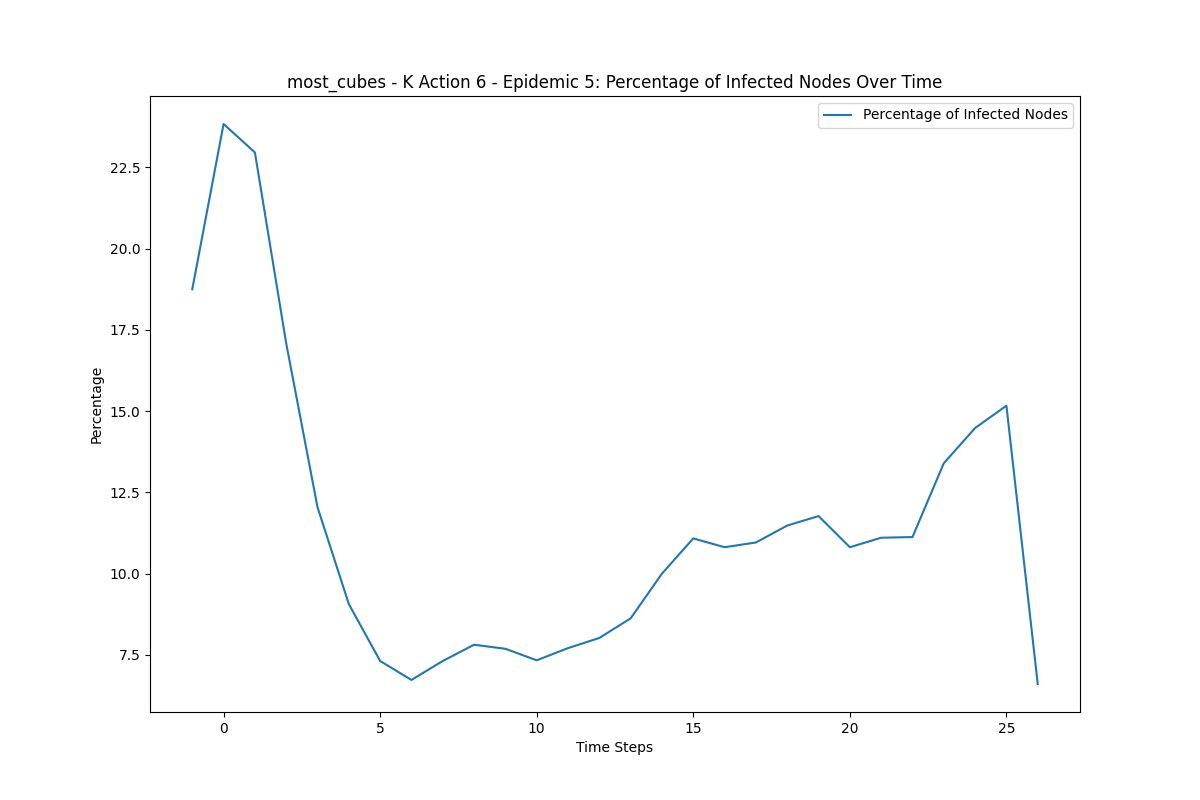 most_cubes - K Action 6 - Epidemic 5: Percentage of Infected Nodes Over Time
Percentage of Infected Nodes
22.5
20.0
17.5
15.0
12.5
10.0
7.5
Percentage
0 5 10 15 20 25
Time Steps